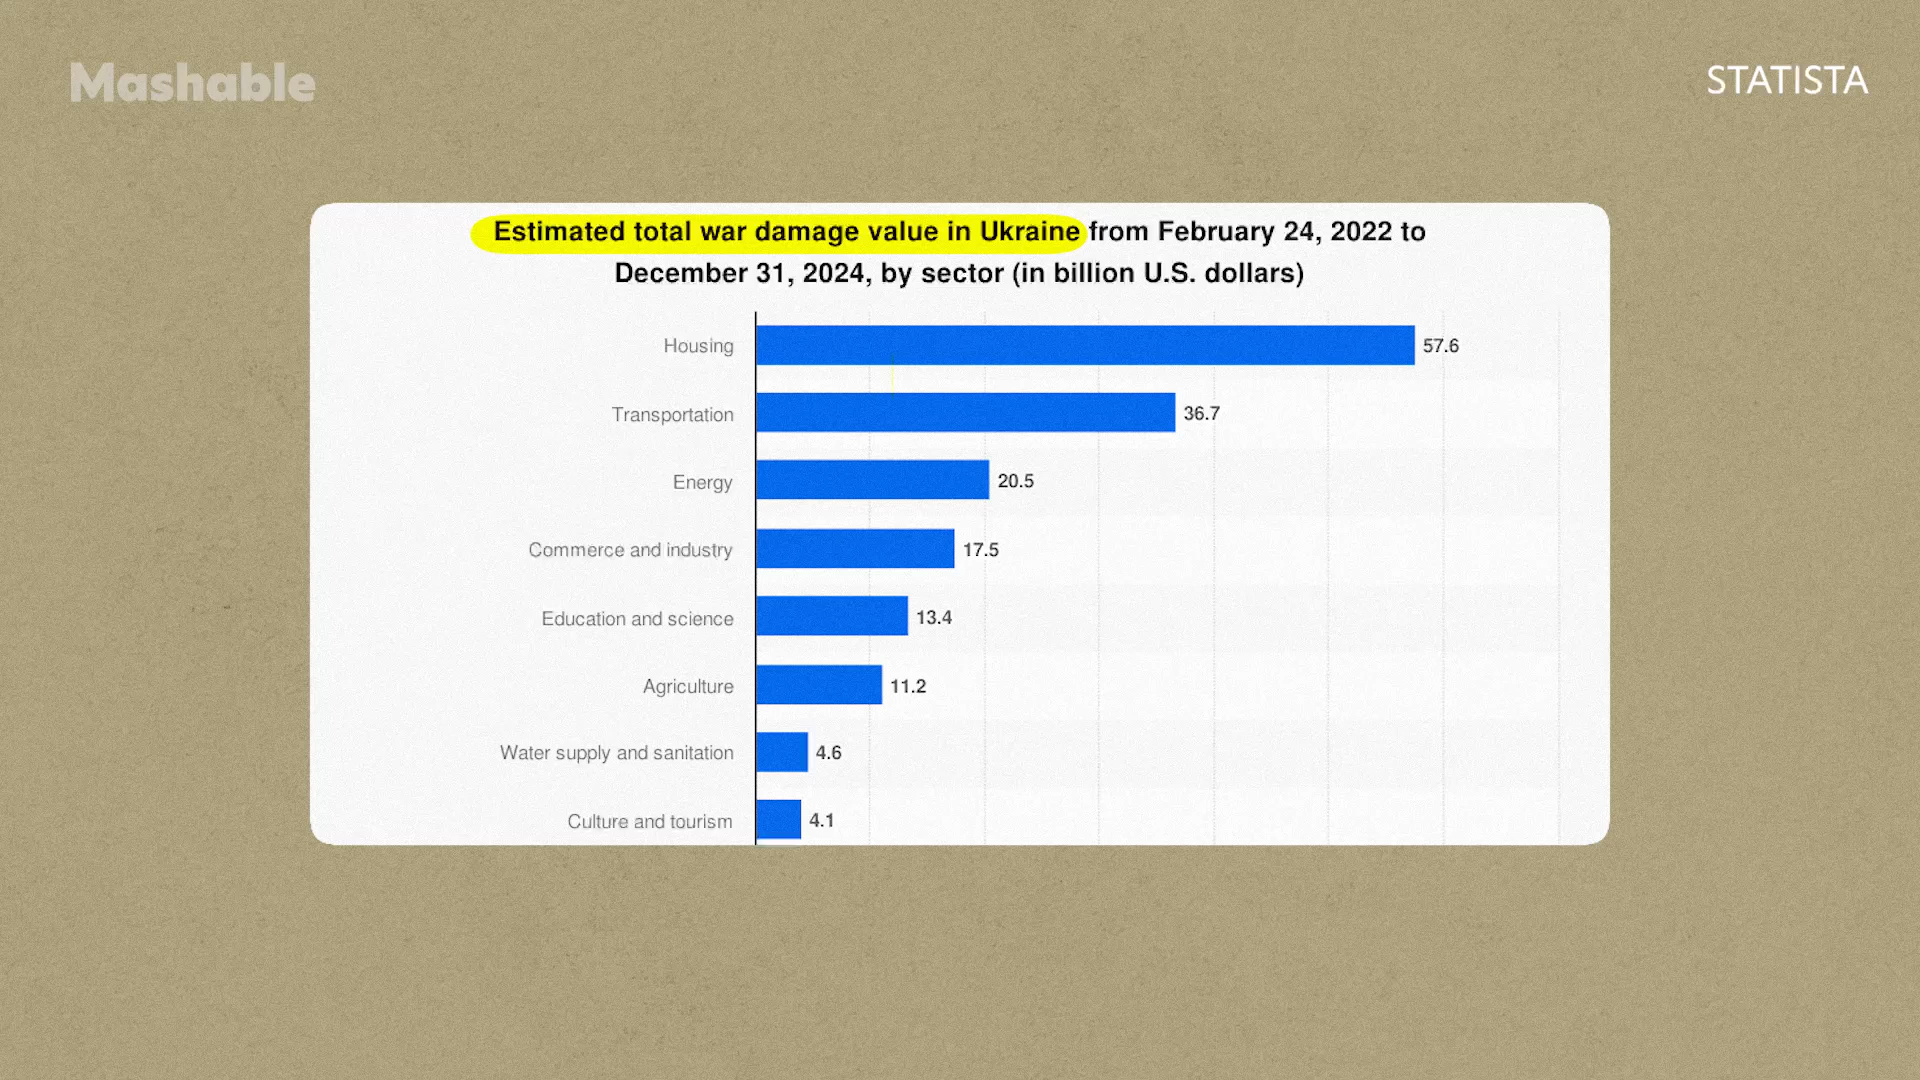 Mashable
STATISTA
Estimated total war damage value in Ukraine from February 24, 2022 to
December 31, 2024, by sector (in billion U.S. dollars)
Housing 57.6
Transportation 36.7
Energy 20.5
Commerce and industry 17.5
Education and science 13.4
Agriculture 11.2
Water supply and sanitation 4.6
Culture and tourism 4.1